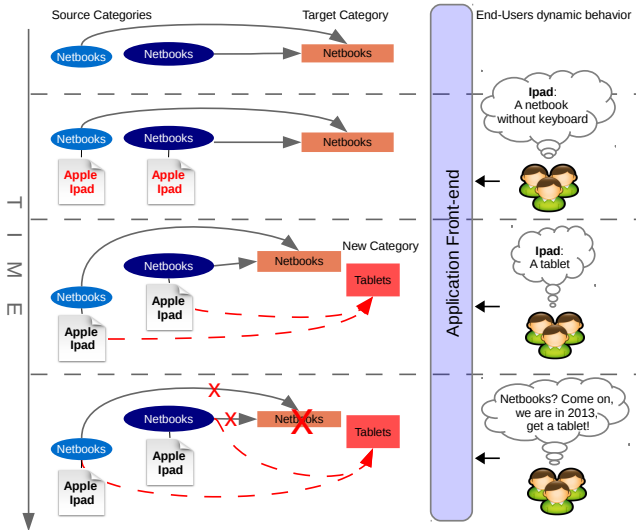 Source Categories
Target Category
End-Users dynamic behavior
Netbooks
Netbooks
Netbooks
Netbooks
Netbooks
Netbooks
Apple
Ipad
Apple
Ipad
Ipad:
A netbook
without keyboard
New Category
Netbooks
Netbooks
Netbooks
Tablets
Apple
Ipad
Apple
Ipad
Ipad:
A tablet
X
X
Netbooks
Netbooks
X
Netbooks
Tablets
Apple
Ipad
Apple
Ipad
Netbooks? Come on,
we are in 2013,
get a tablet!
TIME
Application Front-end